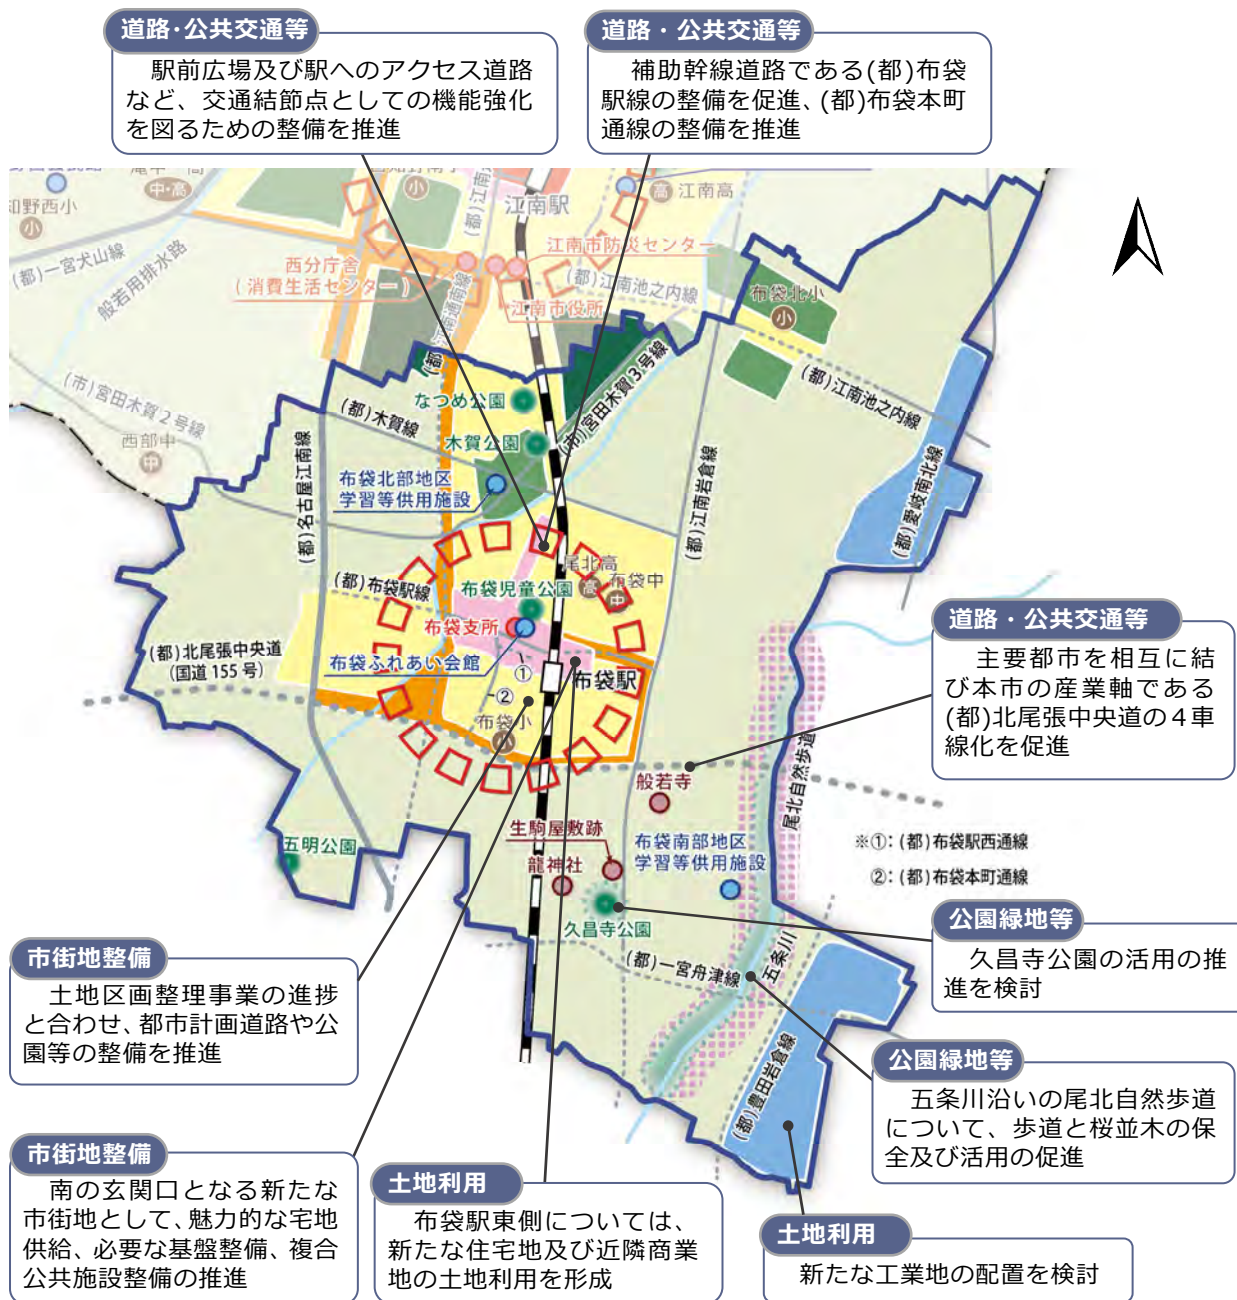 道路・公共交通等
駅前広場及び駅へのアクセス道路
など、交通結節点としての機能強化
を図るための整備を推進
道路・公共交通等
補助幹線道路である(都)布袋
駅線の整備を促進、(都)布袋本町
通線の整備を推進
中・高
小
高 江南高
江南駅
知野西小
小
(都)一宮犬山線
般若用排水路
西分庁舎
(消費生活センター)
江南市防災センター
江南市役所
(都)江南通南線
(都)江南池之内線
布袋北小
小
(市)宮田木賀2号線
西部中
中
(都)木賀線
なつめ公園
木賀公園
(市)宮田木賀3号線
(都)江南池之内線
布袋北部地区
学習等供用施設
(都)名古屋江南線
(都)江南岩倉線
(都)愛岐南北線
(都)布袋駅線
尾北高
高
布袋中
中
布袋児童公園
布袋支所
布袋ふれあい会館
(都)北尾張中央道
(国道155号)
①
②
布袋駅
布袋小
小
道路・公共交通等
主要都市を相互に結
び本市の産業軸である
(都)北尾張中央道の4車
線化を促進
般若寺
尾北自然歩道
生駒屋敷跡
布袋南部地区
学習等供用施設
龍神社
五明公園
久昌寺公園
※①:(都)布袋駅西通線
②:(都)布袋本町通線
(都)一宮舟津線
五条川
(都)豊田岩倉線
公園緑地等
久昌寺公園の活用の推
進を検討
市街地整備
土地区画整理事業の進捗
と合わせ、都市計画道路や公
園等の整備を推進
公園緑地等
五条川沿いの尾北自然歩道
について、歩道と桜並木の保
全及び活用の促進
市街地整備
南の玄関口となる新たな
市街地として、魅力的な宅地
供給、必要な基盤整備、複合
公共施設整備の推進
土地利用
布袋駅東側については、
新たな住宅地及び近隣商業
地の土地利用を形成
土地利用
新たな工業地の配置を検討